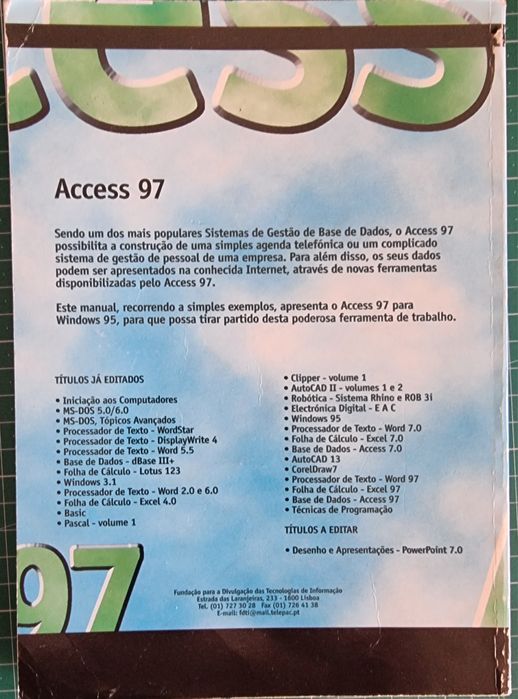 CESS
Access 97
Sendo um dos mais populares Sistemas de Gestão de Base de Dados, o Access 97
possibilita a construção de uma simples agenda telefónica ou um complicado
sistema de gestão de pessoal de uma empresa. Para além disso, os seus dados
podem ser apresentados na conhecida Internet, através de novas ferramentas
disponibilizadas pelo Access 97.
Este manual, recorrendo a simples exemplos, apresenta o Access 97 para
Windows 95, para que possa tirar partido desta poderosa ferramenta de trabalho.
TÍTULOS JÁ EDITADOS
• Iniciação aos Computadores
• MS-DOS 5.0/6.0
• MS-DOS, Tópicos Avançados
• Processador de Texto - WordStar
• Processador de Texto - DisplayWrite 4
• Processador de Texto - Word 5.5
• Base de Dados - dBase III+
• Folha de Cálculo - Lotus 123
• Windows 3.1
• Processador de Texto - Word 2.0 e 6.0
• Folha de Cálculo - Excel 4.0
• Basic
• Pascal - volume 1
• Clipper - volume 1
• AutoCAD II - volumes 1 e 2
• Robótica - Sistema Rhino e ROB 3i
• Electrónica Digital - E A C
• Windows 95
• Processador de Texto - Word 7.0
• Folha de Cálculo - Excel 7.0
• Base de Dados - Access 7.0
• AutoCAD 13
• CorelDraw7
• Processador de Texto - Word 97
• Folha de Cálculo - Excel 97
• Base de Dados - Access 97
• Técnicas de Programação
TÍTULOS A EDITAR
• Desenho e Apresentações - PowerPoint 7.0
97
Fundação para a Divulgação das Tecnologias de Informação
Estrada das Laranjeiras, 233 - 1600 Lisboa
Tel. (01) 727 30 28 Fax (01) 726 41 38
E-mail: fdti@mail.telepac.pt